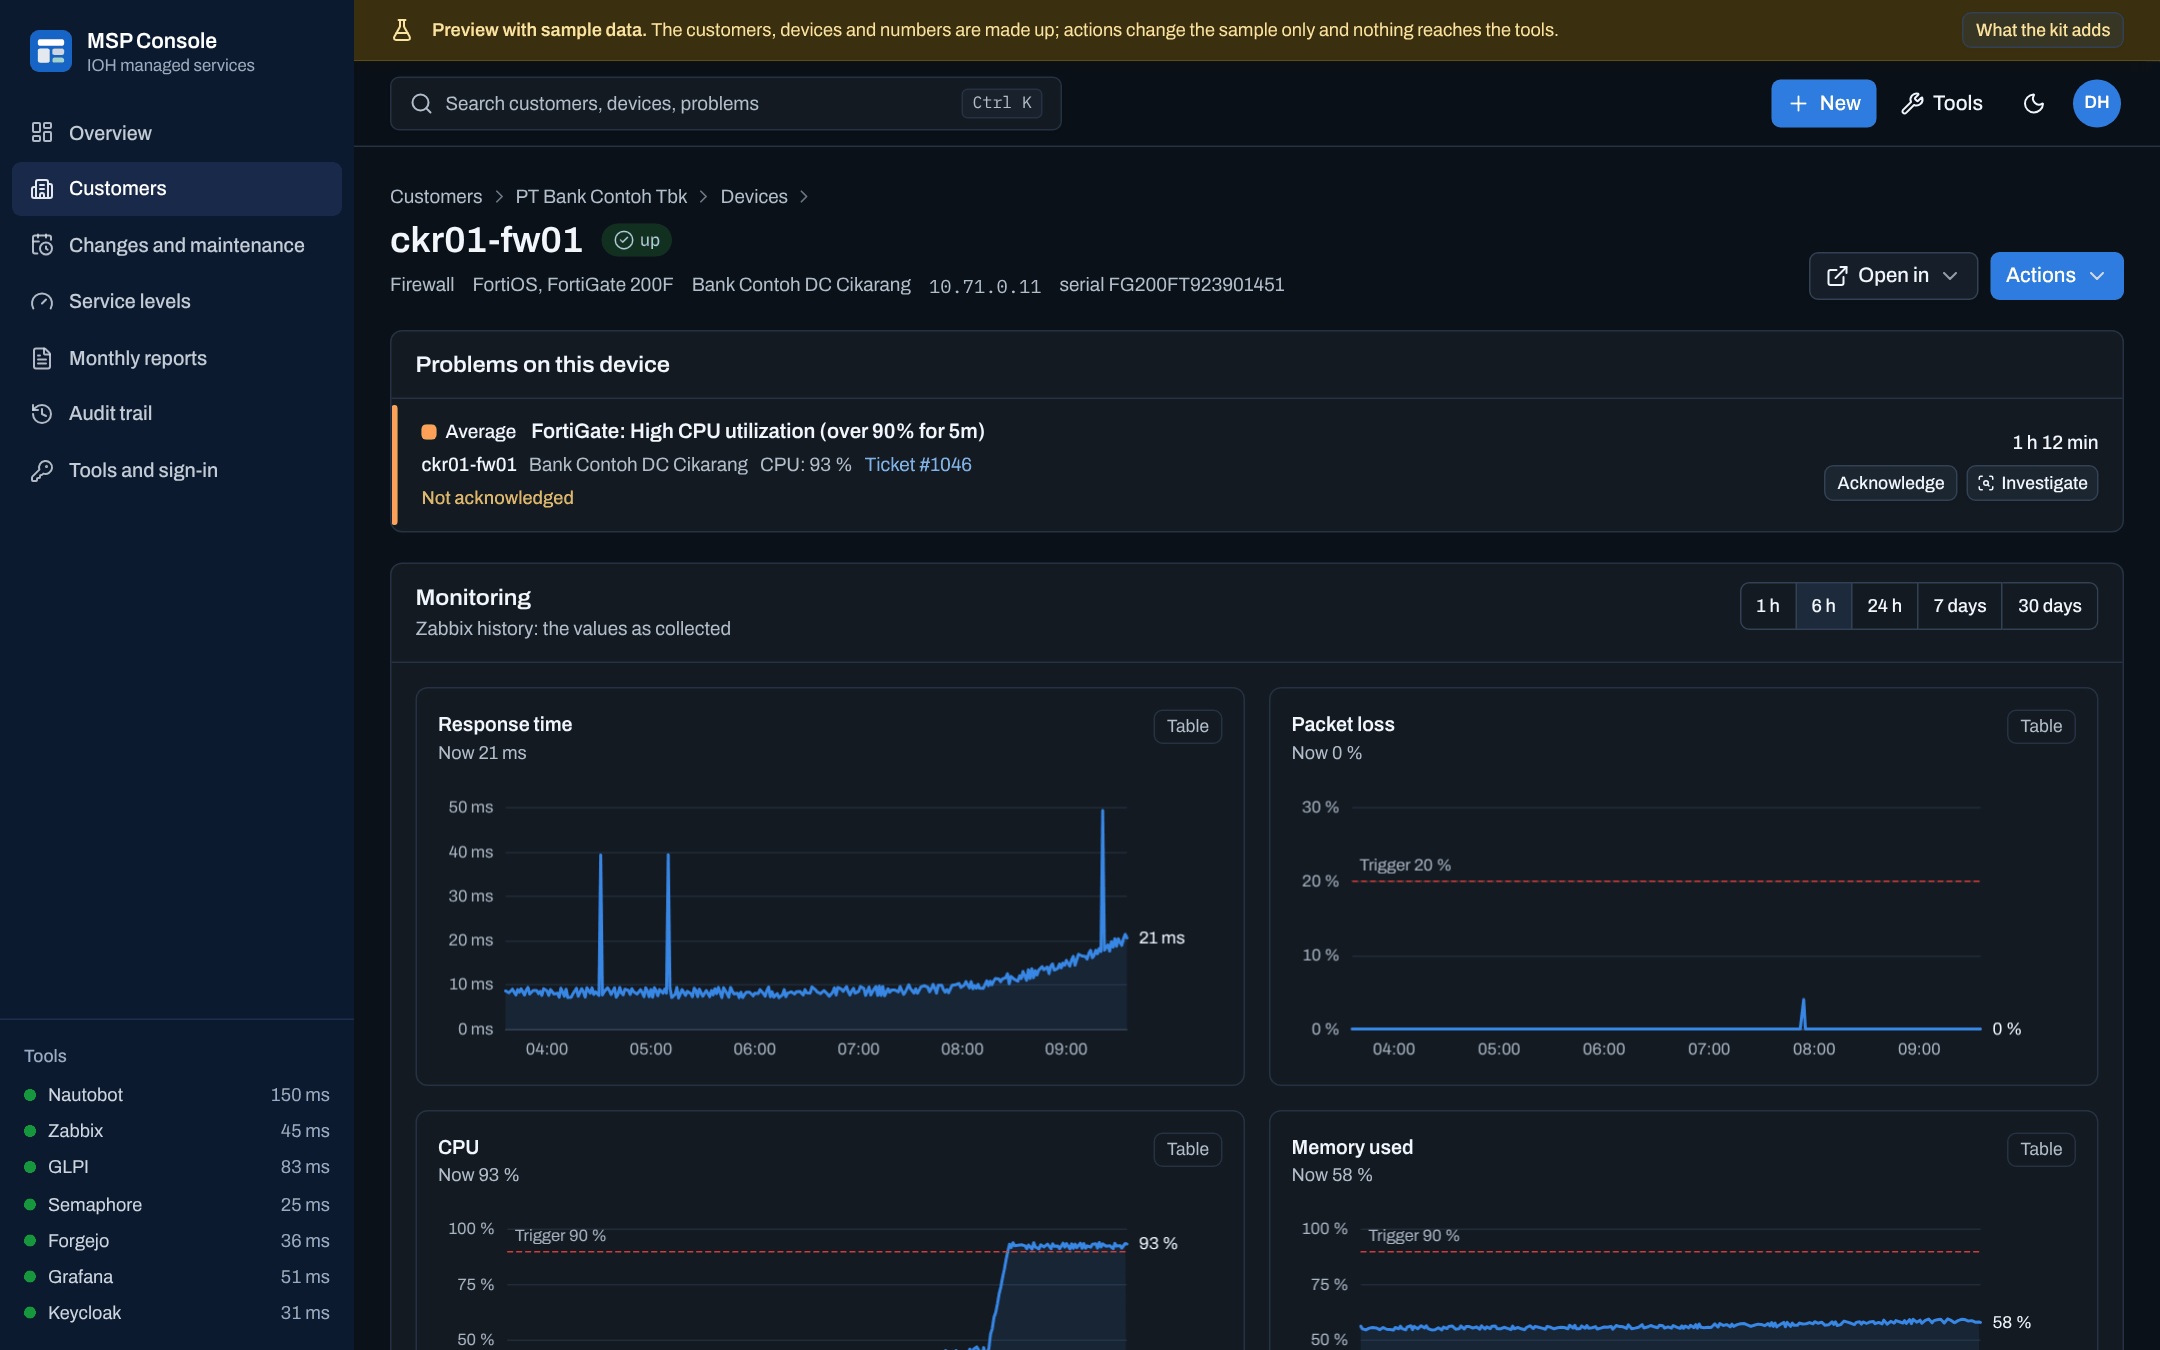 MSP Console
IOH managed services
Overview
Customers
Changes and maintenance
Service levels
Monthly reports
Audit trail
Tools and sign-in
Tools
Nautobot 150 ms
Zabbix 45 ms
GLPI 83 ms
Semaphore 25 ms
Forgejo 36 ms
Grafana 51 ms
Keycloak 31 ms
Preview with sample data. The customers, devices and numbers are made up; actions change the sample only and nothing reaches the tools.
What the kit adds
Search customers, devices, problems
Ctrl K
New
Tools
DH
Customers PT Bank Contoh Tbk Devices
ckr01-fw01 up
Firewall FortiOS, FortiGate 200F Bank Contoh DC Cikarang 10.71.0.11 serial FG200FT923901451
Open in
Actions
Problems on this device
Average FortiGate: High CPU utilization (over 90% for 5m)
ckr01-fw01 Bank Contoh DC Cikarang CPU: 93 % Ticket #1046
Not acknowledged
1 h 12 min
Acknowledge
Investigate
Monitoring
Zabbix history: the values as collected
1 h 6 h 24 h 7 days 30 days
Response time
Now 21 ms
Table
50 ms
40 ms
30 ms
20 ms
10 ms
0 ms
21 ms
04:00 05:00 06:00 07:00 08:00 09:00
Packet loss
Now 0 %
Table
30 %
Trigger 20 %
20 %
10 %
0 %
0 %
04:00 05:00 06:00 07:00 08:00 09:00
CPU
Now 93 %
Table
100 %
Trigger 90 %
93 %
75 %
50 %
Memory used
Now 58 %
Table
100 %
Trigger 90 %
75 %
58 %
50 %